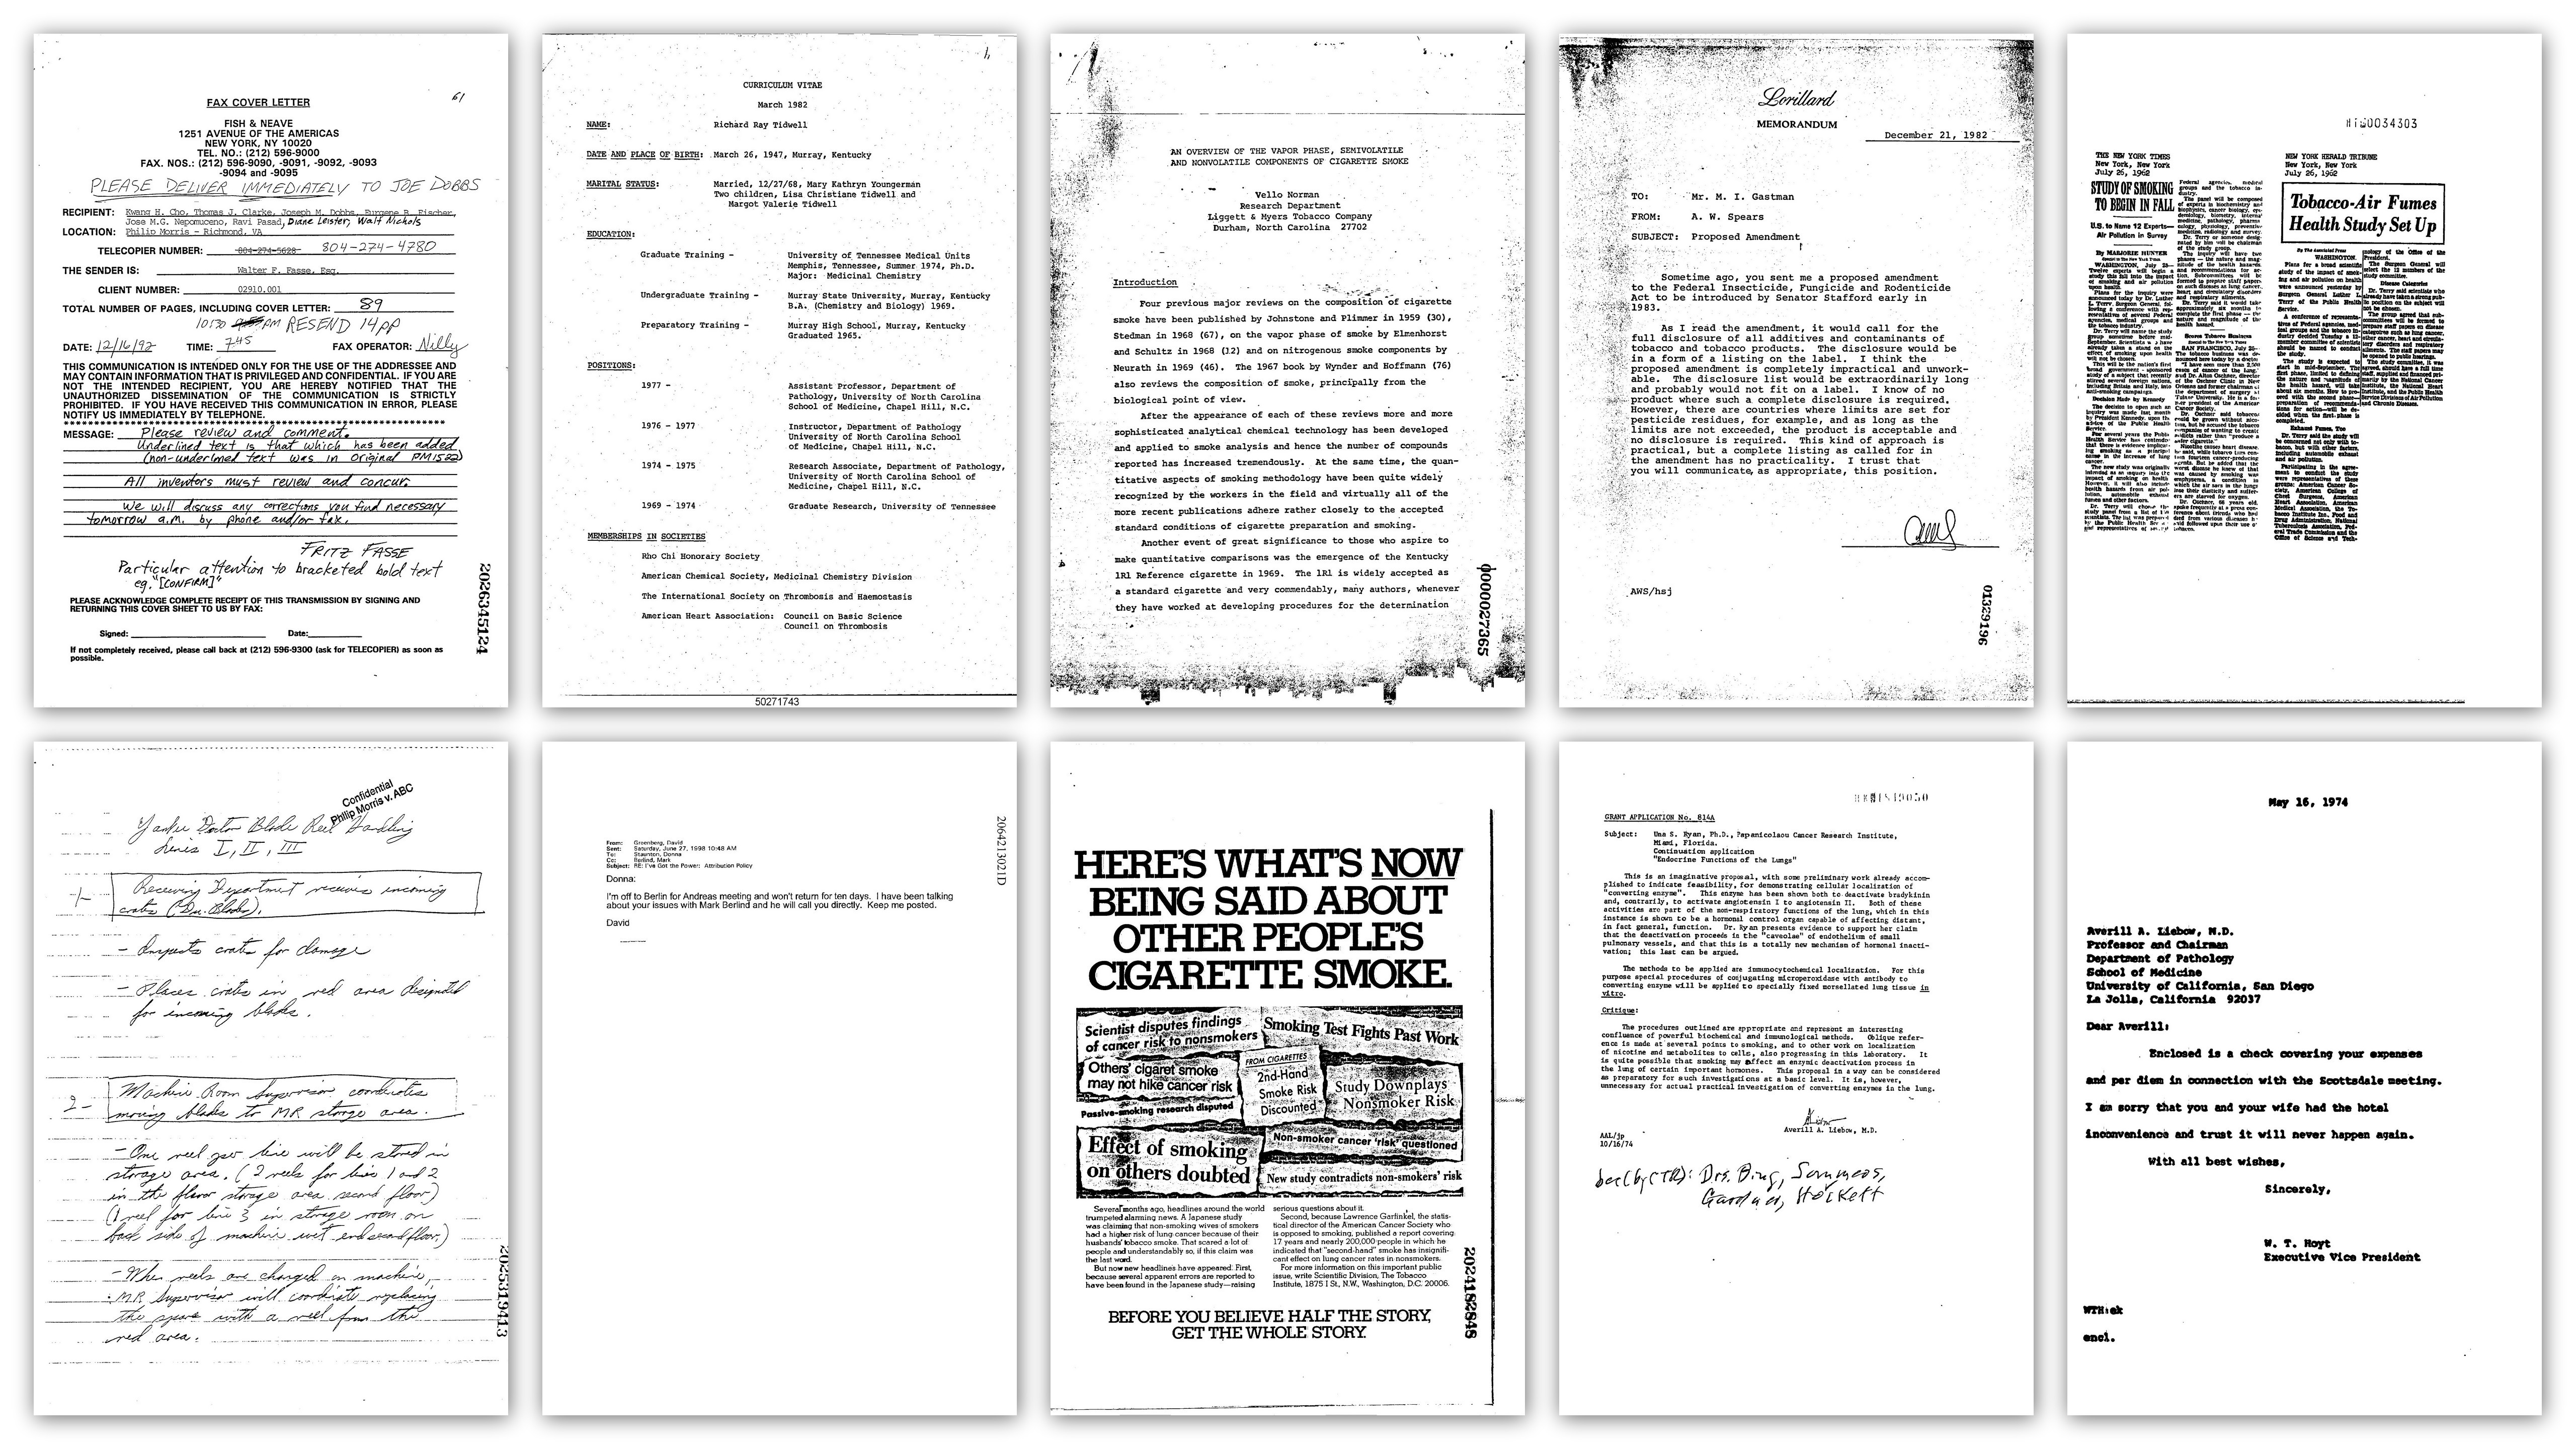 61
FAX COVER LETTER
FISH & NEAVE
1251 AVENUE OF THE AMERICAS
NEW YORK, NY 10020
TEL. NO.: (212) 596-9000
FAX. NOS.: (212) 596-9090, -9091, -9092, -9093
-9094 and -9095
PLEASE DELIVER IMMEDIATELY TO JOE DOBBS
RECIPIENT: Kwang H. Cho, Thomas J. Clarke, Joseph M. Dobbs, Eurgene R. Fischer,
Jose M.G. Nepomuceno, Ravi Pasad, Diane Leister, Walt Nichols
LOCATION: Philip Morris - Richmond, VA
TELECOPIER NUMBER: 804-274-5628 804-274-4780
THE SENDER IS: Walter F. Fasse, Esq.
CLIENT NUMBER: 02910.001
TOTAL NUMBER OF PAGES, INCLUDING COVER LETTER: 89
1030 PM RESEND 14pp
DATE: 12/16/92 TIME: 745 FAX OPERATOR: Nilly
THIS COMMUNICATION IS INTENDED ONLY FOR THE USE OF THE ADDRESSEE AND
MAY CONTAIN INFORMATION THAT IS PRIVILEGED AND CONFIDENTIAL. IF YOU ARE
NOT THE INTENDED RECIPIENT, YOU ARE HEREBY NOTIFIED THAT THE
UNAUTHORIZED DISSEMINATION OF THE COMMUNICATION IS STRICTLY
PROHIBITED. IF YOU HAVE RECEIVED THIS COMMUNICATION IN ERROR, PLEASE
NOTIFY US IMMEDIATELY BY TELEPHONE.
MESSAGE: Please review and comment.
Underlined text is that which has been added
(non-underlined text was in original PM1522)
All inventors must review and concur.
We will discuss any corrections you find necessary
tomorrow a.m. by phone and/or fax.
FRITZ FASSE
Particular attention to bracketed bold text
eg. "[CONFIRM]"
PLEASE ACKNOWLEDGE COMPLETE RECEIPT OF THIS TRANSMISSION BY SIGNING AND
RETURNING THIS COVER SHEET TO US BY FAX:
Signed: Date:
If not completely received, please call back at (212) 596-9300 (ask for TELECOPIER) as soon as
possible.
2026345124
CURRICULUM VITAE
March 1982
NAME: Richard Ray Tidwell
DATE AND PLACE OF BIRTH: March 26, 1947, Murray, Kentucky
MARITAL STATUS: Married, 12/27/68, Mary Kathryn Youngerman
Two children, Lisa Christiane Tidwell and
Margot Valerie Tidwell
EDUCATION:
Graduate Training - University of Tennessee Medical Units
Memphis, Tennessee, Summer 1974, Ph.D.
Major: Medicinal Chemistry
Undergraduate Training - Murray State University, Murray, Kentucky
B.A. (Chemistry and Biology) 1969.
Preparatory Training - Murray High School, Murray, Kentucky
Graduated 1965.
POSITIONS:
1977 - Assistant Professor, Department of
Pathology, University of North Carolina
School of Medicine, Chapel Hill, N.C.
1976 - 1977 Instructor, Department of Pathology
University of North Carolina School
of Medicine, Chapel Hill, N.C.
1974 - 1975 Research Associate, Department of Pathology,
University of North Carolina School of
Medicine, Chapel Hill, N.C.
1969 - 1974 Graduate Research, University of Tennessee
MEMBERSHIPS IN SOCIETIES
Rho Chi Honorary Society
American Chemical Society, Medicinal Chemistry Division
The International Society on Thrombosis and Haemostasis
American Heart Association: Council on Basic Science
Council on Thrombosis
50271743
AN OVERVIEW OF THE VAPOR PHASE, SEMIVOLATILE
AND NONVOLATILE COMPONENTS OF CIGARETTE SMOKE
Vello Norman
Research Department
Liggett & Myers Tobacco Company
Durham, North Carolina 27702
Introduction
Four previous major reviews on the composition of cigarette
smoke have been published by Johnstone and Plimmer in 1959 (30),
Stedman in 1968 (67), on the vapor phase of smoke by Elmenhorst
and Schultz in 1968 (12) and on nitrogenous smoke components by
Neurath in 1969 (46). The 1967 book by Wynder and Hoffmann (76)
also reviews the composition of smoke, principally from the
biological point of view.
After the appearance of each of these reviews more and more
sophisticated analytical chemical technology has been developed
and applied to smoke analysis and hence the number of compounds
reported has increased tremendously. At the same time, the quan-
titative aspects of smoking methodology have been quite widely
recognized by the workers in the field and virtually all of the
more recent publications adhere rather closely to the accepted
standard conditions of cigarette preparation and smoking.
Another event of great significance to those who aspire to
make quantitative comparisons was the emergence of the Kentucky
1R1 Reference cigarette in 1969. The 1R1 is widely accepted as
a standard cigarette and very commendably, many authors, whenever
they have worked at developing procedures for the determination
0000027365
Lorillard
MEMORANDUM
December 21, 1982
TO: Mr. M. I. Gastman
FROM: A. W. Spears
SUBJECT: Proposed Amendment
Sometime ago, you sent me a proposed amendment
to the Federal Insecticide, Fungicide and Rodenticide
Act to be introduced by Senator Stafford early in
1983.
As I read the amendment, it would call for the
full disclosure of all additives and contaminants of
tobacco and tobacco products. The disclosure would be
in a form of a listing on the label. I think the
proposed amendment is completely impractical and unwork-
able. The disclosure list would be extraordinarily long
and probably would not fit on a label. I know of no
product where such a complete disclosure is required.
However, there are countries where limits are set for
pesticide residues, for example, and as long as the
limits are not exceeded, the product is acceptable and
no disclosure is required. This kind of approach is
practical, but a complete listing as called for in
the amendment has no practicality. I trust that
you will communicate, as appropriate, this position.
AWS/hsj
01329196
THE NEW YORK TIMES
New York, New York
July 26, 1962
STUDY OF SMOKING
TO BEGIN IN FALL
U.S. to Name 12 Experts—
Air Pollution in Survey
By MARJORIE HUNTER
NEW YORK HERALD TRIBUNE
New York, New York
July 26, 1962
Tobacco-Air Fumes
Health Study Set Up
By The Associated Press
Disease Categories
Exhaust Fumes, Too
Confidential
Philip Morris v. ABC
Yankee Doctor Blade Reel Handling
Lines I, II, III
1- Receiving Department receives incoming
crates (Dr. Blades).
- Inspects crates for damage
- Places crates in red area designated
for incoming blades.
2- Machine Room Supervisor coordinates
moving blades to MR storage area.
- One reel per line will be stored in
storage area. (2 reels for line 1 and 2
in the flavor storage area second floor)
(1 reel for line 3 in storage room on
back side of machine wet end second floor.)
- When reels are changed on machine,
MR Supervisor will coordinate replacing
the spare with a reel from the
red area.
2025319413
2064213021D
From: Greenberg, David
Sent: Saturday, June 27, 1998 10:48 AM
To: Staunton, Donna
Cc: Berlind, Mark
Subject: RE: I've Got the Power: Attribution Policy
Donna:
I'm off to Berlin for Andreas meeting and won't return for ten days. I have been talking
about your issues with Mark Berlind and he will call you directly. Keep me posted.
David
HERE'S WHAT'S NOW
BEING SAID ABOUT
OTHER PEOPLE'S
CIGARETTE SMOKE.
Scientist disputes findings
of cancer risk to nonsmokers
Smoking Test Fights Past Work
Others' cigaret smoke
may not hike cancer risk
FROM CIGARETTES
2nd-Hand
Smoke Risk
Discounted
Study Downplays
Nonsmoker Risk
Passive-smoking research disputed
Effect of smoking
on others doubted
Non-smoker cancer 'risk' questioned
New study contradicts non-smokers' risk
Several months ago, headlines around the world
trumpeted alarming news. A Japanese study
was claiming that non-smoking wives of smokers
had a higher risk of lung cancer because of their
husbands' tobacco smoke. That scared a lot of
people and understandably so, if this claim was
the last word.
But now new headlines have appeared: First,
because several apparent errors are reported to
have been found in the Japanese study—raising
serious questions about it.
Second, because Lawrence Garfinkel, the statis-
tical director of the American Cancer Society who
is opposed to smoking, published a report covering
17 years and nearly 200,000 people in which he
indicated that "second-hand" smoke has insignifi-
cant effect on lung cancer rates in nonsmokers.
For more information on this important public
issue, write Scientific Division, The Tobacco
Institute, 1875 I St., N.W., Washington, D.C. 20006.
BEFORE YOU BELIEVE HALF THE STORY,
GET THE WHOLE STORY.
2024182848
GRANT APPLICATION No. 814A
Subject: Una S. Ryan, Ph.D., Papanicolaou Cancer Research Institute,
Miami, Florida.
Continuation application
"Endocrine Functions of the Lungs"
This is an imaginative proposal, with some preliminary work already accom-
plished to indicate feasibility, for demonstrating cellular localization of
"converting enzyme". This enzyme has been shown both to deactivate bradykinin
and, contrarily, to activate angiotensin I to angiotensin II. Both of these
activities are part of the non-respiratory functions of the lung, which in this
instance is shown to be a hormonal control organ capable of affecting distant,
in fact general, function. Dr. Ryan presents evidence to support her claim
that the deactivation proceeds in the "caveolae" of endothelium of small
pulmonary vessels, and that this is a totally new mechanism of hormonal inacti-
vation; this last can be argued.
The methods to be applied are immunocytochemical localization. For this
purpose special procedures of conjugating microperoxidase with antibody to
converting enzyme will be applied to specially fixed morsellated lung tissue in
vitro.
Critique:
The procedures outlined are appropriate and represent an interesting
confluence of powerful biochemical and immunological methods. Oblique refer-
ence is made at several points to smoking, and to other work on localization
of nicotine and metabolites to cells, also progressing in this laboratory. It
is quite possible that smoking may affect an enzymic deactivation process in
the lung of certain important hormones. This proposal in a way can be considered
as preparatory for such investigations at a basic level. It is, however,
unnecessary for actual practical investigation of converting enzymes in the lung.
Averill A. Liebow, M.D.
AAL/jp
10/16/74
bcc(by CTR): Drs. Bing, Sommers,
Gardner, Hockett
May 16, 1974
Averill A. Liebow, M.D.
Professor and Chairman
Department of Pathology
School of Medicine
University of California, San Diego
La Jolla, California 92037
Dear Averill:
Enclosed is a check covering your expenses
and per diem in connection with the Scottsdale meeting.
I am sorry that you and your wife had the hotel
inconvenience and trust it will never happen again.
With all best wishes,
Sincerely,
W. T. Hoyt
Executive Vice President
WTH:ek
encl.